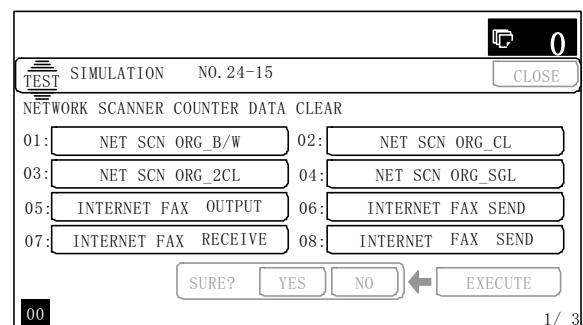 0
TEST SIMULATION NO. 24-15 CLOSE
NETWORK SCANNER COUNTER DATA CLEAR
01: NET SCN ORG_B/W 02: NET SCN ORG_CL
03: NET SCN ORG_2CL 04: NET SCN ORG_SGL
05: INTERNET FAX OUTPUT 06: INTERNET FAX SEND
07: INTERNET FAX RECEIVE 08: INTERNET FAX SEND
SURE? YES NO EXECUTE
00 1/ 3